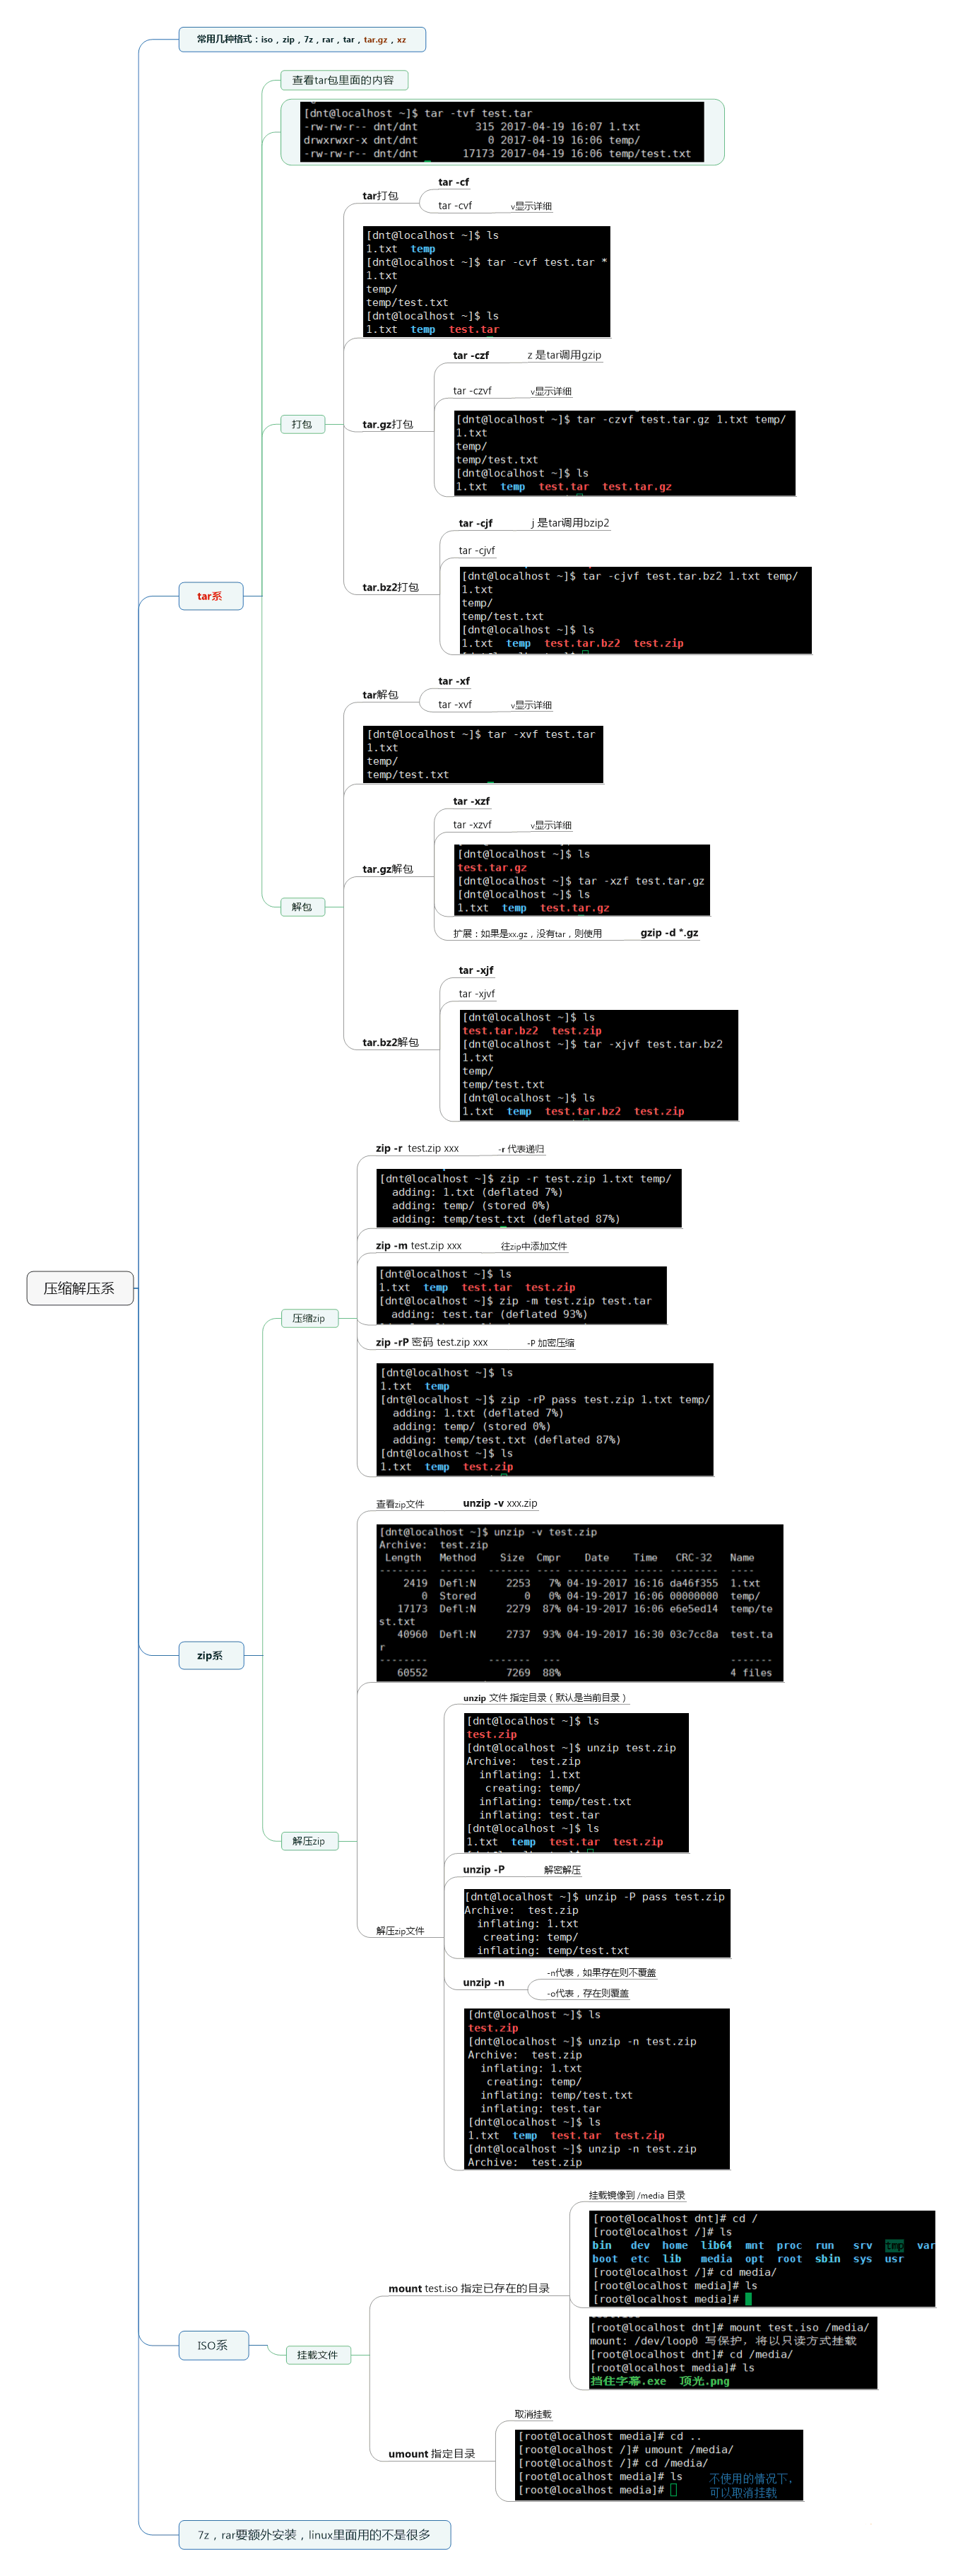 常用几种格式：iso，zip，7z，rar，tar，tar.gz，xz
查看tar包里面的内容
[dnt@localhost ~]$ tar -tvf test.tar
-rw-rw-r-- dnt/dnt 315 2017-04-19 16:07 1.txt
drwxrwxr-x dnt/dnt 0 2017-04-19 16:06 temp/
-rw-rw-r-- dnt/dnt 17173 2017-04-19 16:06 temp/test.txt
tar -cf
tar打包
tar -cvf v显示详细
[dnt@localhost ~]$ ls
1.txt temp
[dnt@localhost ~]$ tar -cvf test.tar *
1.txt
temp/
temp/test.txt
[dnt@localhost ~]$ ls
1.txt temp test.tar
tar -czf z 是tar调用gzip
tar -czvf v显示详细
打包
tar.gz打包
[dnt@localhost ~]$ tar -czvf test.tar.gz 1.txt temp/
1.txt
temp/
temp/test.txt
[dnt@localhost ~]$ ls
1.txt temp test.tar test.tar.gz
tar -cjf j 是tar调用bzip2
tar -cjvf
tar.bz2打包
[dnt@localhost ~]$ tar -cjvf test.tar.bz2 1.txt temp/
1.txt
temp/
temp/test.txt
[dnt@localhost ~]$ ls
1.txt temp test.tar.bz2 test.zip
tar系
tar -xf
tar解包
tar -xvf v显示详细
[dnt@localhost ~]$ tar -xvf test.tar
1.txt
temp/
temp/test.txt
tar -xzf
tar -xzvf v显示详细
tar.gz解包
[dnt@localhost ~]$ ls
test.tar.gz
[dnt@localhost ~]$ tar -xzf test.tar.gz
[dnt@localhost ~]$ ls
1.txt temp test.tar.gz
解包
扩展：如果是xx.gz，没有tar，则使用 gzip -d *.gz
tar -xjf
tar -xjvf
tar.bz2解包
[dnt@localhost ~]$ ls
test.tar.bz2 test.zip
[dnt@localhost ~]$ tar -xjvf test.tar.bz2
1.txt
temp/
temp/test.txt
[dnt@localhost ~]$ ls
1.txt temp test.tar.bz2 test.zip
zip -r test.zip xxx -r 代表递归
[dnt@localhost ~]$ zip -r test.zip 1.txt temp/
adding: 1.txt (deflated 7%)
adding: temp/ (stored 0%)
adding: temp/test.txt (deflated 87%)
zip -m test.zip xxx 往zip中添加文件
压缩解压系
[dnt@localhost ~]$ ls
1.txt temp test.tar test.zip
[dnt@localhost ~]$ zip -m test.zip test.tar
adding: test.tar (deflated 93%)
压缩zip
zip -rP 密码 test.zip xxx -P 加密压缩
[dnt@localhost ~]$ ls
1.txt temp
[dnt@localhost ~]$ zip -rP pass test.zip 1.txt temp/
adding: 1.txt (deflated 7%)
adding: temp/ (stored 0%)
adding: temp/test.txt (deflated 87%)
[dnt@localhost ~]$ ls
1.txt temp test.zip
查看zip文件 unzip -v xxx.zip
[dnt@localhost ~]$ unzip -v test.zip
Archive: test.zip
Length Method Size Cmpr Date Time CRC-32 Name
-------- ------ ------- ---- ---------- ----- -------- ----
2419 Defl:N 2253 7% 04-19-2017 16:16 da46f355 1.txt
0 Stored 0 0% 04-19-2017 16:06 00000000 temp/
17173 Defl:N 2279 87% 04-19-2017 16:06 e6e5ed14 temp/te
st.txt
40960 Defl:N 2737 93% 04-19-2017 16:30 03c7cc8a test.ta
r
-------- ------- --- -------
60552 7269 88% 4 files
zip系
unzip 文件 指定目录（默认是当前目录）
[dnt@localhost ~]$ ls
test.zip
[dnt@localhost ~]$ unzip test.zip
Archive: test.zip
inflating: 1.txt
creating: temp/
inflating: temp/test.txt
inflating: test.tar
[dnt@localhost ~]$ ls
1.txt temp test.tar test.zip
解压zip
unzip -P 解密解压
[dnt@localhost ~]$ unzip -P pass test.zip
Archive: test.zip
inflating: 1.txt
creating: temp/
inflating: temp/test.txt
解压zip文件
-n代表，如果存在则不覆盖
unzip -n
-o代表，存在则覆盖
[dnt@localhost ~]$ ls
test.zip
[dnt@localhost ~]$ unzip -n test.zip
Archive: test.zip
inflating: 1.txt
creating: temp/
inflating: temp/test.txt
inflating: test.tar
[dnt@localhost ~]$ ls
1.txt temp test.tar test.zip
[dnt@localhost ~]$ unzip -n test.zip
Archive: test.zip
挂载镜像到 /media 目录
[root@localhost dnt]# cd /
[root@localhost /]# ls
bin dev home lib64 mnt proc run srv tmp var
boot etc lib media opt root sbin sys usr
[root@localhost /]# cd media/
[root@localhost media]# ls
[root@localhost media]#
mount test.iso 指定已存在的目录
[root@localhost dnt]# mount test.iso /media/
mount: /dev/loop0 写保护，将以只读方式挂载
[root@localhost dnt]# cd /media/
[root@localhost media]# ls
挡住字幕.exe 顶光.png
ISO系
挂载文件
取消挂载
umount 指定目录
[root@localhost media]# cd ..
[root@localhost /]# umount /media/
[root@localhost /]# cd /media/
[root@localhost media]# ls
[root@localhost media]#
不使用的情况下，
可以取消挂载
7z，rar要额外安装，linux里面用的不是很多